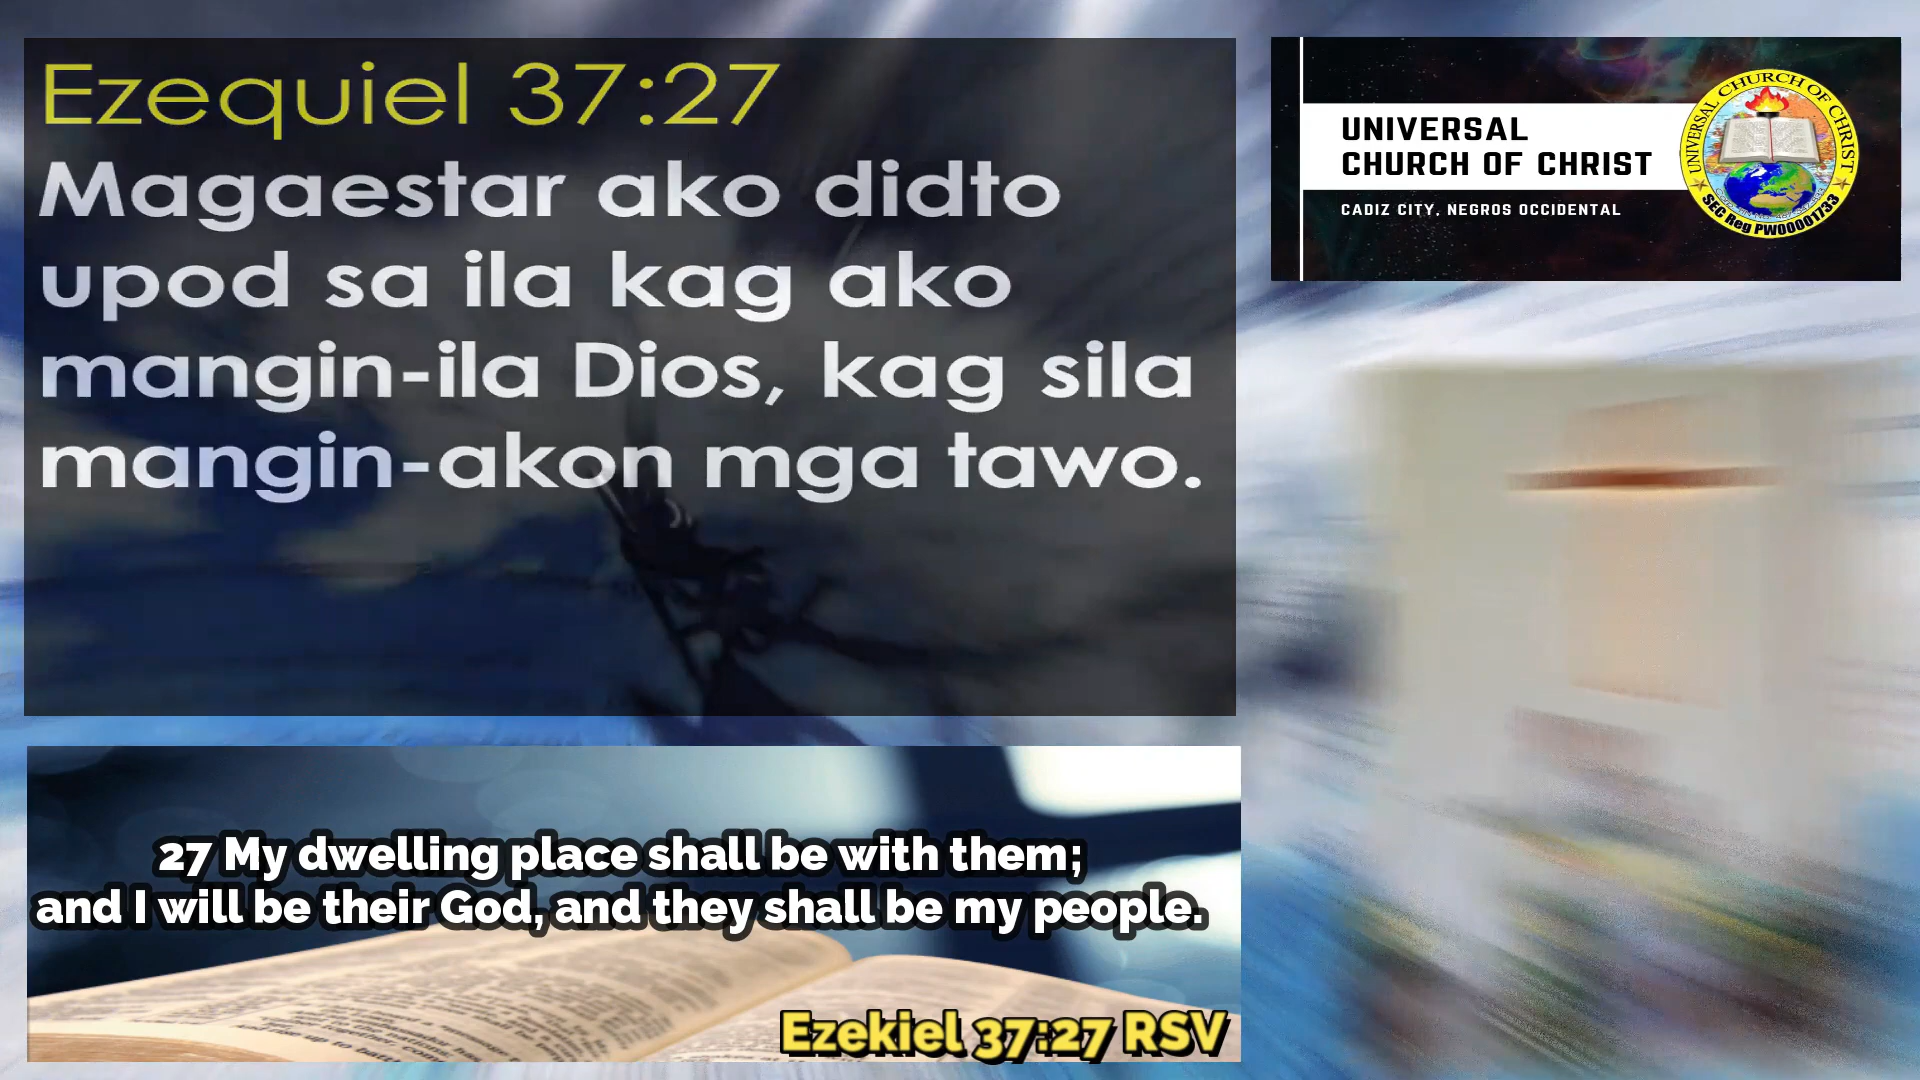 Ezequiel 37:27
Magaestar ako didto
upod sa ila kag ako
mangin-ila Dios, kag sila
mangin-akon mga tawo.
UNIVERSAL
CHURCH OF CHRIST
CADIZ CITY, NEGROS OCCIDENTAL
UNIVERSAL CHURCH OF CHRIST
SEC Reg PW00001733
27 My dwelling place shall be with them;
and I will be their God, and they shall be my people.
Ezekiel 37:27 RSV